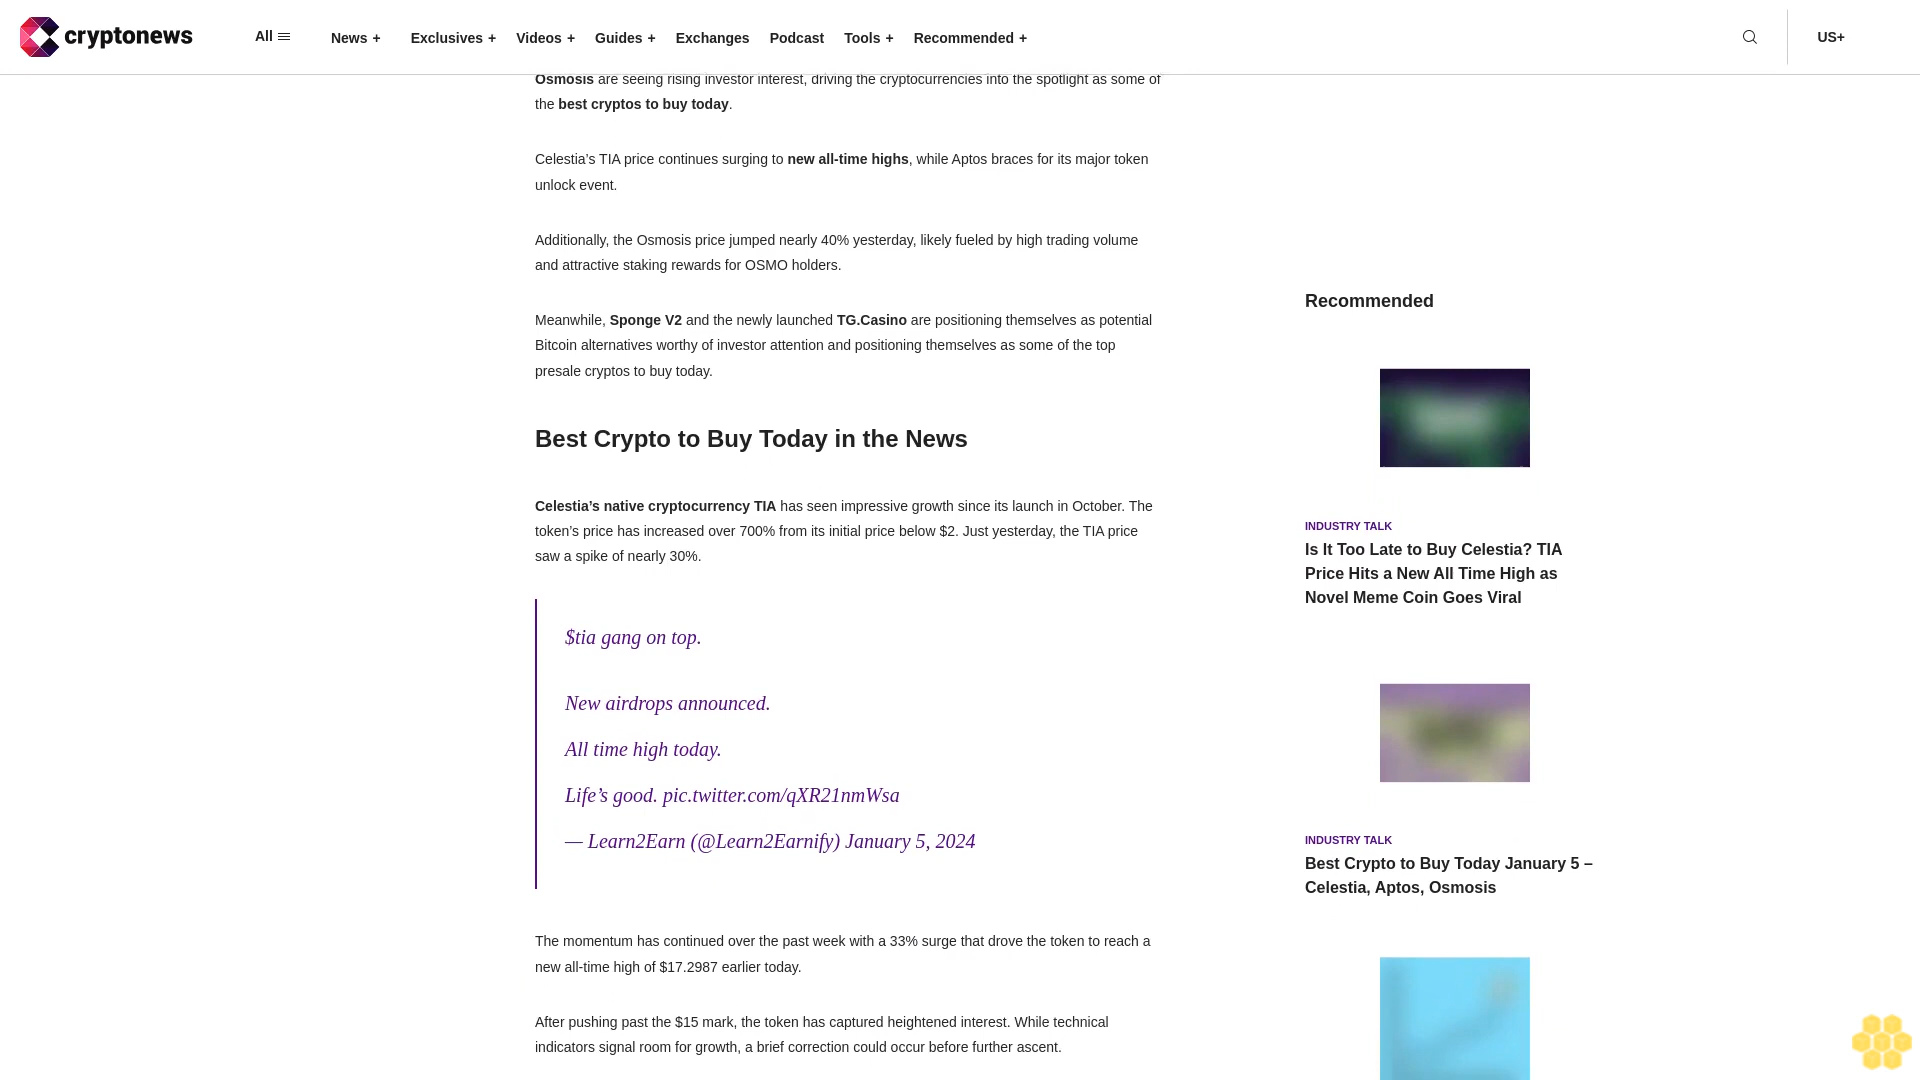 cryptonews
All
News +
Exclusives +
Videos +
Guides +
Exchanges
Podcast
Tools +
Recommended +
US+
Osmosis are seeing rising investor interest, driving the cryptocurrencies into the spotlight as some of
the best cryptos to buy today.
Celestia’s TIA price continues surging to new all-time highs, while Aptos braces for its major token
unlock event.
Additionally, the Osmosis price jumped nearly 40% yesterday, likely fueled by high trading volume
and attractive staking rewards for OSMO holders.
Meanwhile, Sponge V2 and the newly launched TG.Casino are positioning themselves as potential
Bitcoin alternatives worthy of investor attention and positioning themselves as some of the top
presale cryptos to buy today.
Best Crypto to Buy Today in the News
Celestia’s native cryptocurrency TIA has seen impressive growth since its launch in October. The
token’s price has increased over 700% from its initial price below $2. Just yesterday, the TIA price
saw a spike of nearly 30%.
$tia gang on top.
New airdrops announced.
All time high today.
Life’s good. pic.twitter.com/qXR21nmWsa
— Learn2Earn (@Learn2Earnify) January 5, 2024
The momentum has continued over the past week with a 33% surge that drove the token to reach a
new all-time high of $17.2987 earlier today.
After pushing past the $15 mark, the token has captured heightened interest. While technical
indicators signal room for growth, a brief correction could occur before further ascent.
Recommended
INDUSTRY TALK
Is It Too Late to Buy Celestia? TIA
Price Hits a New All Time High as
Novel Meme Coin Goes Viral
INDUSTRY TALK
Best Crypto to Buy Today January 5 –
Celestia, Aptos, Osmosis